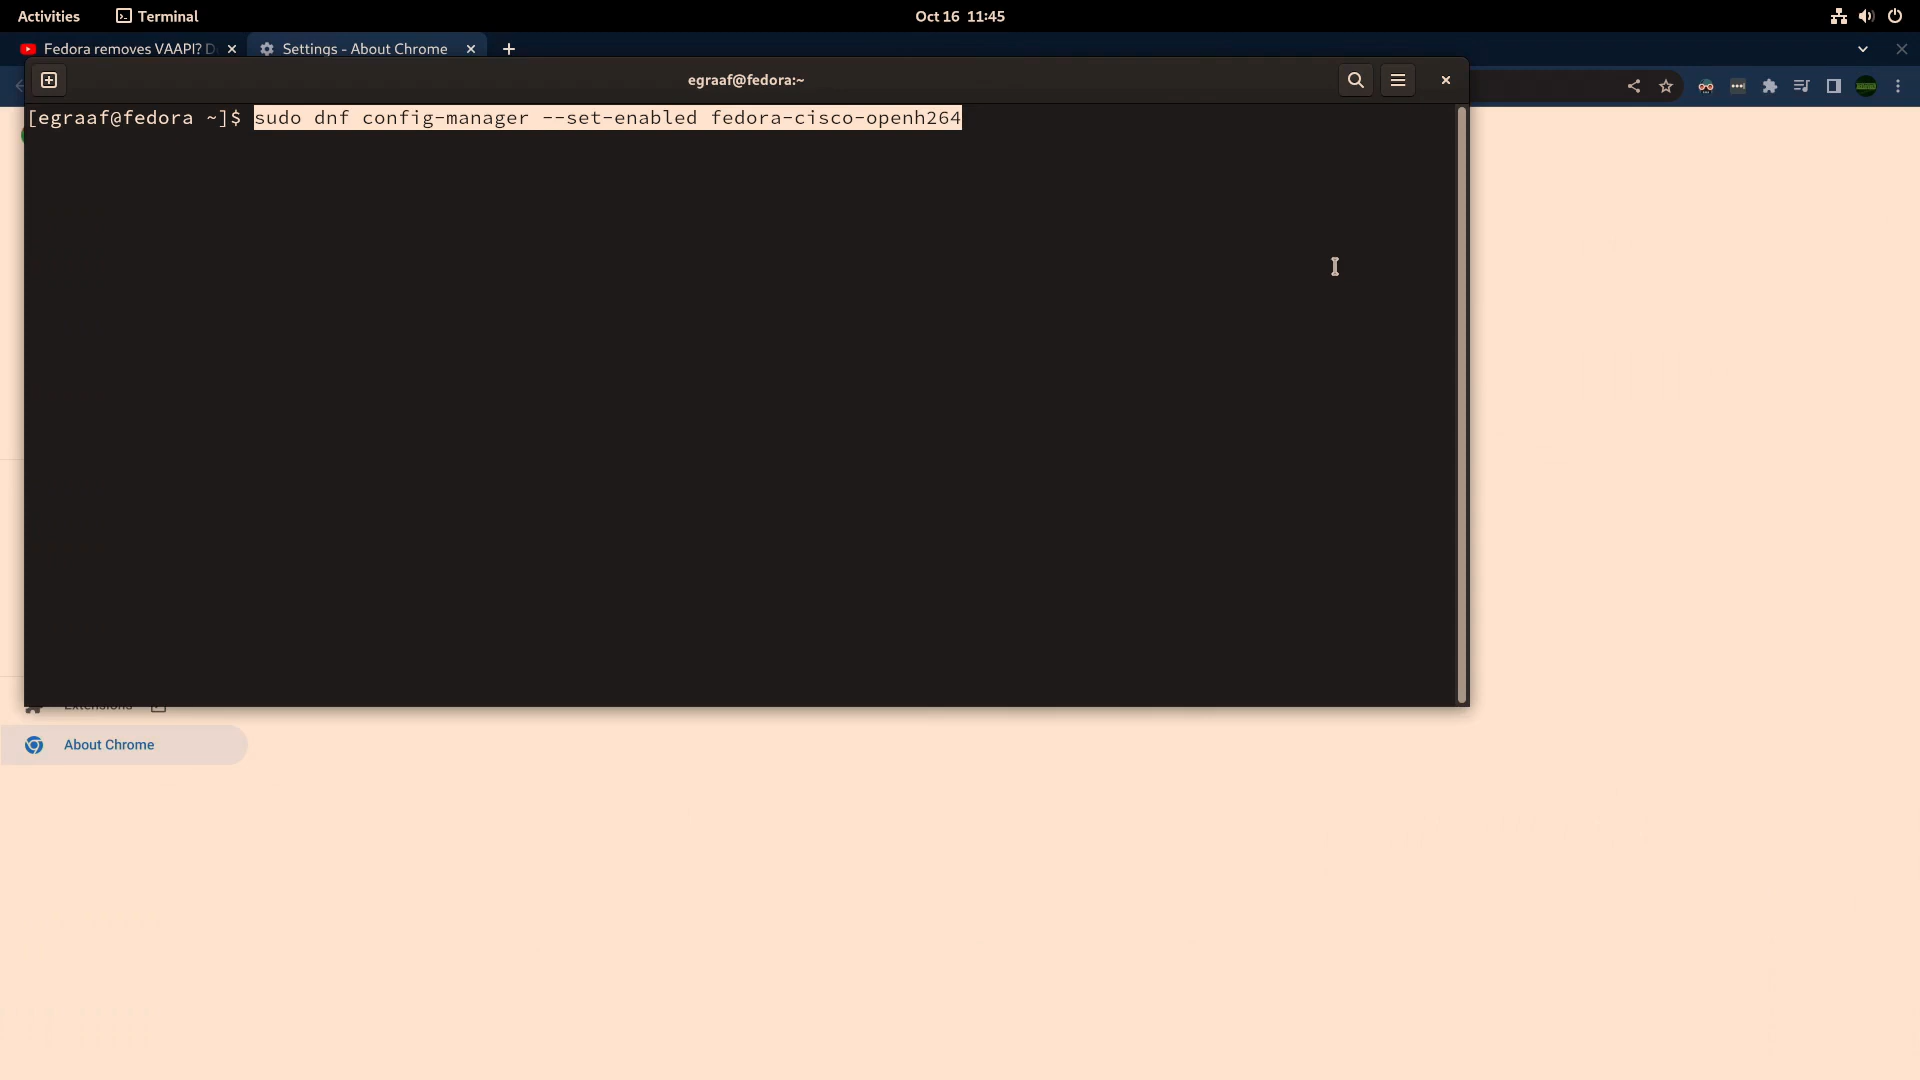 Activities
Terminal
Oct 16 11:45
Fedora removes VAAPI?
Settings - About Chrome
egraaf@fedora:~
[egraaf@fedora ~]$ sudo dnf config-manager --set-enabled fedora-cisco-openh264
Extensions
About Chrome